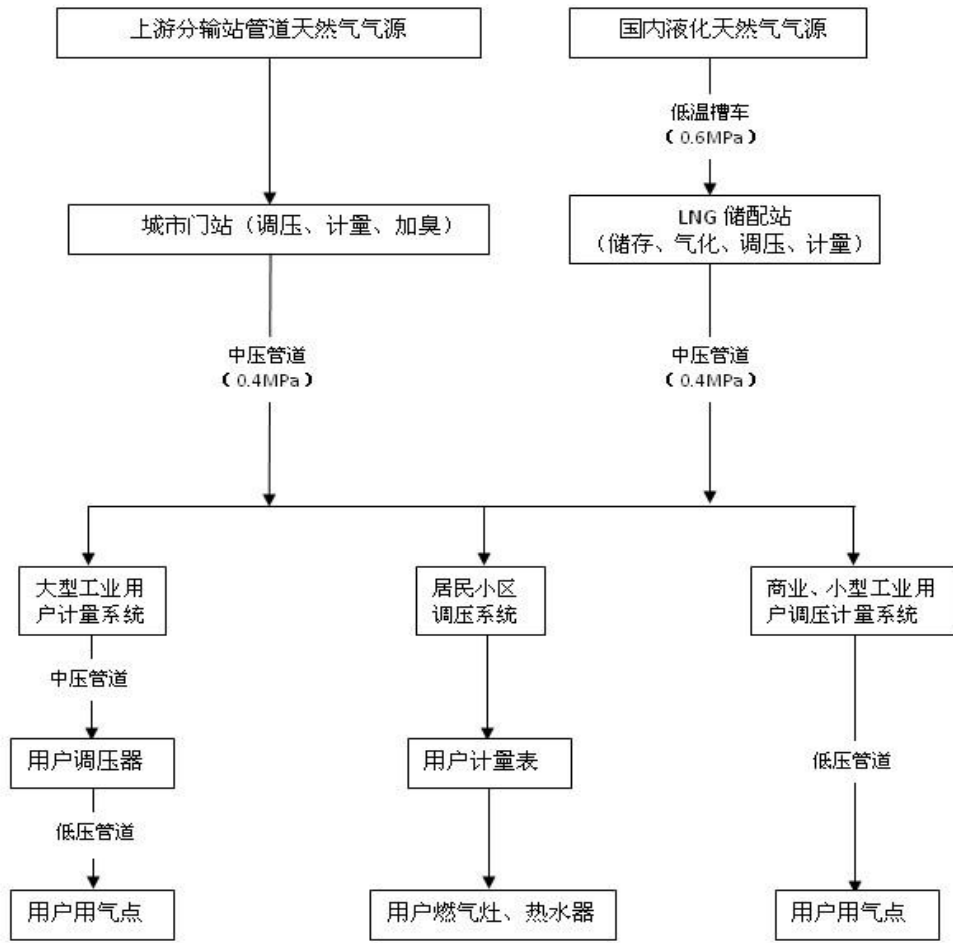 上游分输站管道天然气气源
国内液化天然气气源
低温槽车
（0.6MPa）
城市门站（调压、计量、加臭）
LNG 储配站
（储存、气化、调压、计量）
中压管道
（0.4MPa）
中压管道
（0.4MPa）
大型工业用
户计量系统
居民小区
调压系统
商业、小型工业用
户调压计量系统
中压管道
用户调压器
用户计量表
低压管道
低压管道
用户用气点
用户燃气灶、热水器
用户用气点